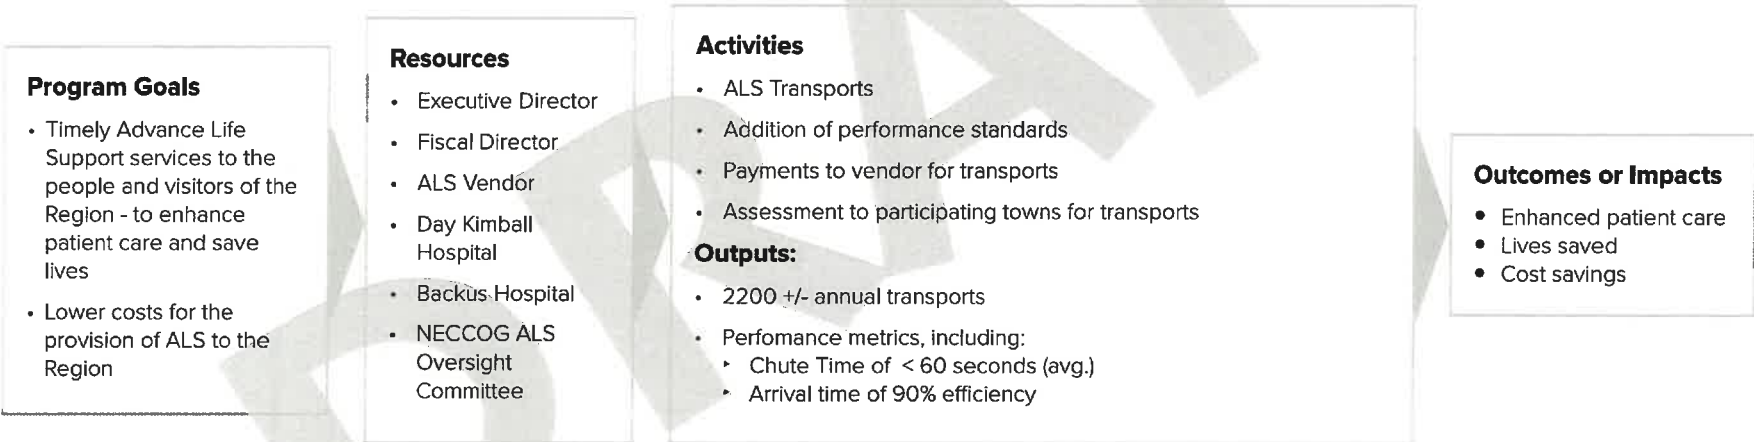 Program Goals
• Timely Advance Life
Support services to the
people and visitors of the
Region - to enhance
patient care and save
lives
• Lower costs for the
provision of ALS to the
Region
Resources
• Executive Director
• Fiscal Director
• ALS Vendor
• Day Kimball
Hospital
• Backus Hospital
• NECCOG ALS
Oversight
Committee
Activities
• ALS Transports
• Addition of performance standards
• Payments to vendor for transports
• Assessment to participating towns for transports
Outputs:
• 2200 +/- annual transports
• Perfomance metrics, including:
‣ Chute Time of < 60 seconds (avg.)
‣ Arrival time of 90% efficiency
Outcomes or Impacts
• Enhanced patient care
• Lives saved
• Cost savings
DRA